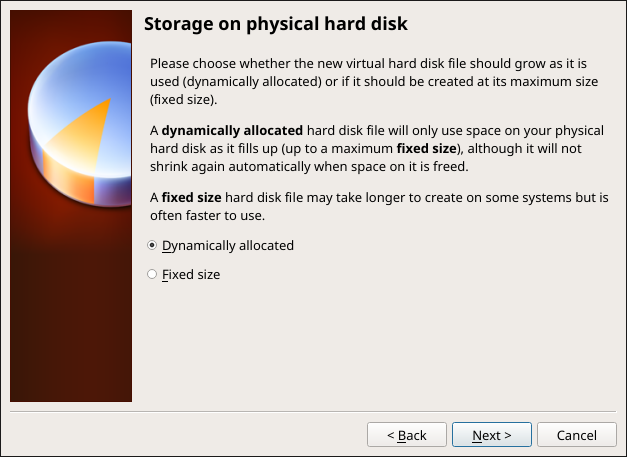 Storage on physical hard disk
Please choose whether the new virtual hard disk file should grow as it is
used (dynamically allocated) or if it should be created at its maximum size
(fixed size).
A dynamically allocated hard disk file will only use space on your physical
hard disk as it fills up (up to a maximum fixed size), although it will not
shrink again automatically when space on it is freed.
A fixed size hard disk file may take longer to create on some systems but is
often faster to use.
Dynamically allocated
Fixed size
< Back Next > Cancel